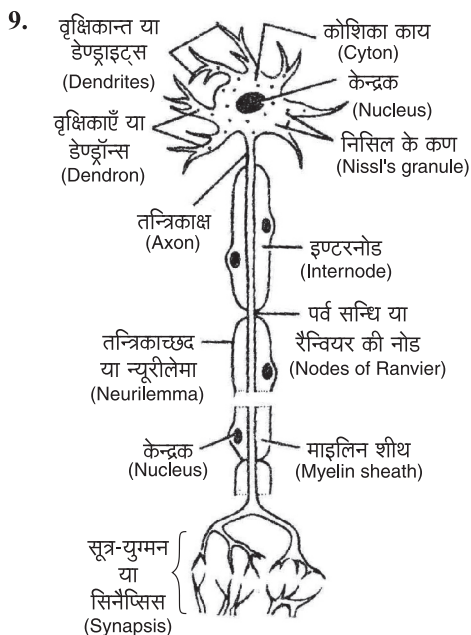 9.
वृक्षिकान्त या
डेण्ड्राइट्स
(Dendrites)
कोशिका काय
(Cyton)
केन्द्रक
(Nucleus)
वृक्षिकाएँ या
डेण्ड्रॉन्स
(Dendron)
निसिल के कण
(Nissl's granule)
तन्त्रिकाक्ष
(Axon)
इण्टरनोड
(Internode)
पर्व सन्धि या
रैन्वियर की नोड
(Nodes of Ranvier)
तन्त्रिकाच्छद
या न्यूरीलेमा
(Neurilemma)
केन्द्रक
(Nucleus)
माइलिन शीथ
(Myelin sheath)
सूत्र-युग्मन
या
सिनैप्सिस
(Synapsis)